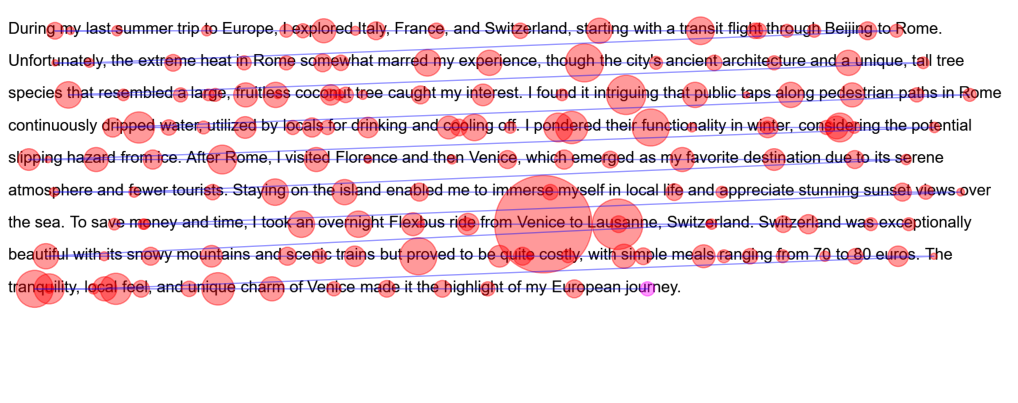 During my last summer trip to Europe, I explored Italy, France, and Switzerland, starting with a transit flight through Beijing to Rome.
Unfortunately, the extreme heat in Rome somewhat marred my experience, though the city's ancient architecture and a unique, tall tree
species that resembled a large, fruitless coconut tree caught my interest. I found it intriguing that public taps along pedestrian paths in Rome
continuously dripped water, utilized by locals for drinking and cooling off. I pondered their functionality in winter, considering the potential
slipping hazard from ice. After Rome, I visited Florence and then Venice, which emerged as my favorite destination due to its serene
atmosphere and fewer tourists. Staying on the island enabled me to immerse myself in local life and appreciate stunning sunset views over
the sea. To save money and time, I took an overnight Flexbus ride from Venice to Lausanne, Switzerland. Switzerland was exceptionally
beautiful with its snowy mountains and scenic trains but proved to be quite costly, with simple meals ranging from 70 to 80 euros. The
tranquility, local feel, and unique charm of Venice made it the highlight of my European journey.